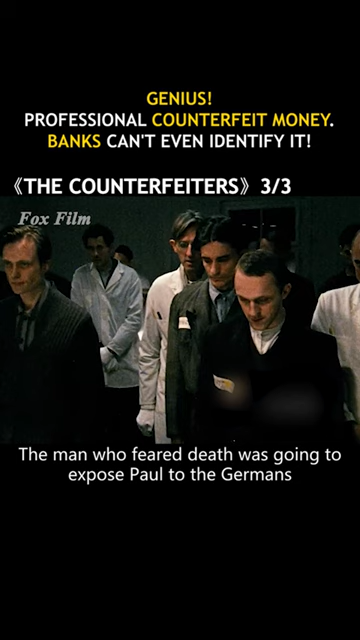 GENIUS!
PROFESSIONAL COUNTERFEIT MONEY.
BANKS CAN'T EVEN IDENTIFY IT!
《THE COUNTERFEITERS》 3/3
Fox Film
The man who feared death was going to
expose Paul to the Germans